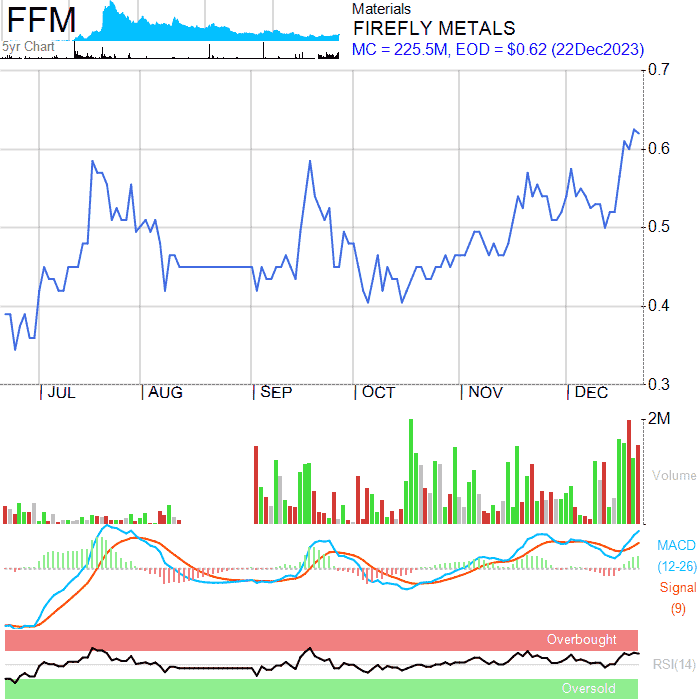 FFM
5yr Chart
Materials
FIREFLY METALS
MC = 225.5M, EOD = $0.62 (22Dec2023)
0.7
0.6
0.5
0.4
0.3
JUL AUG SEP OCT NOV DEC
2M
Volume
MACD
(12-26)
Signal
(9)
Overbought
RSI(14)
Oversold